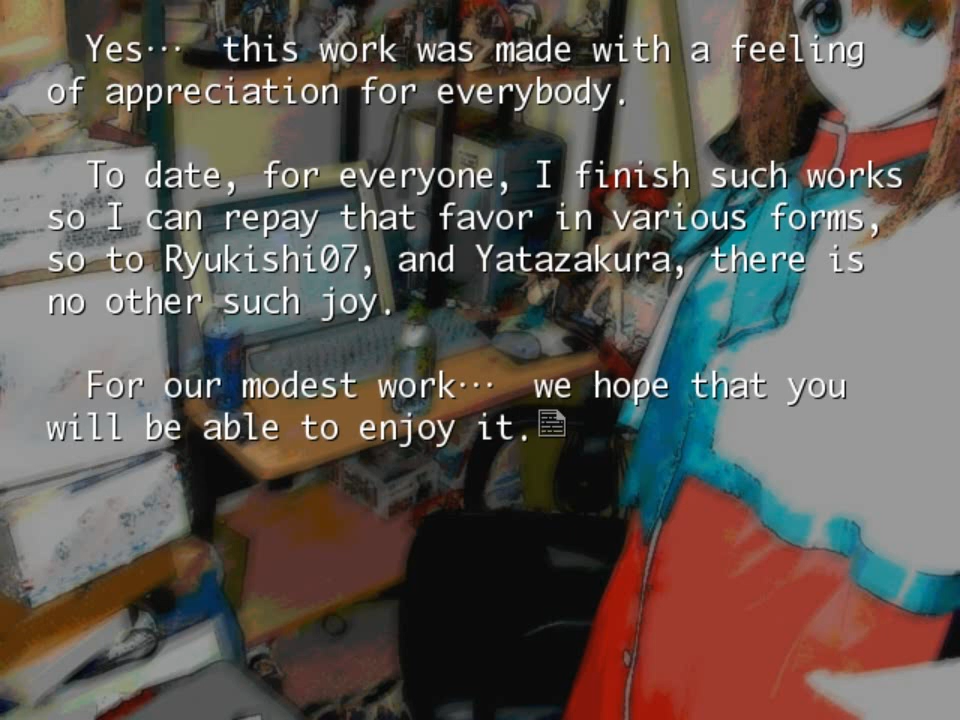 Yes… this work was made with a feeling
of appreciation for everybody.
To date, for everyone, I finish such works
so I can repay that favor in various forms,
so to Ryukishi07, and Yatazakura, there is
no other such joy.
For our modest work… we hope that you
will be able to enjoy it.